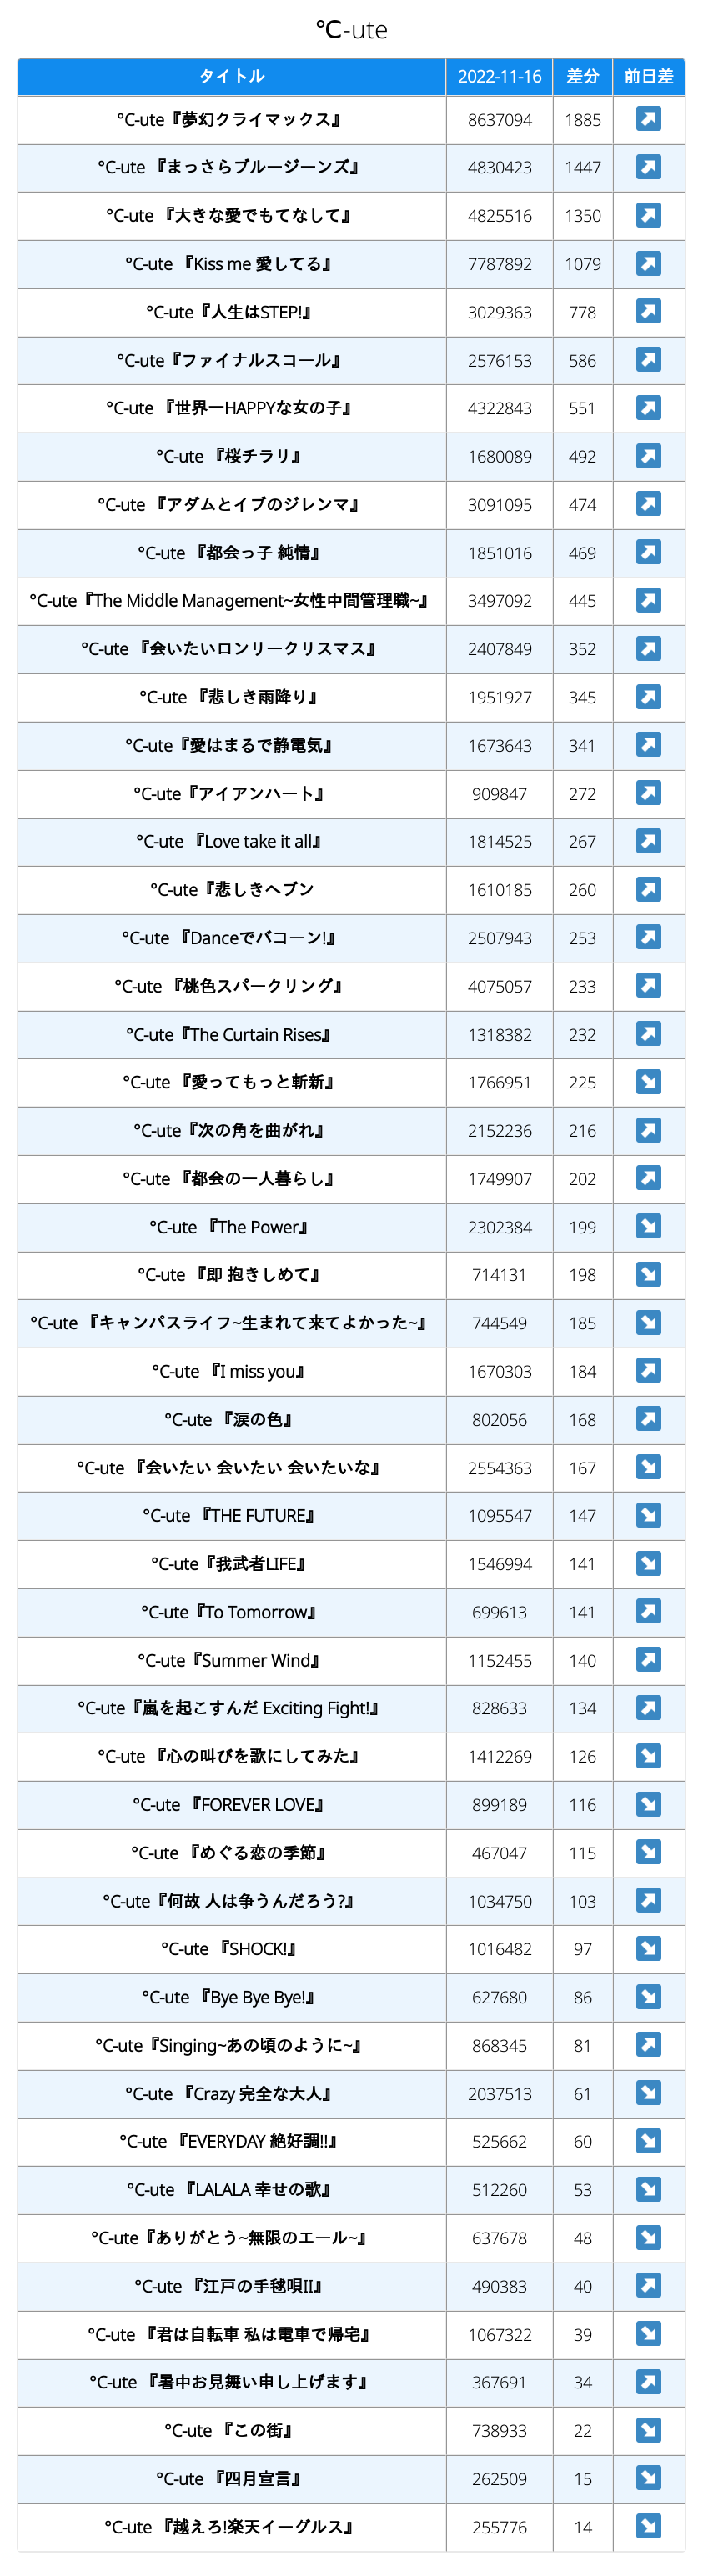 ℃-ute
タイトル 2022-11-16 差分 前日差
°C-ute『夢幻クライマックス』 8637094 1885 ↗
°C-ute 『まっさらブルージーンズ』 4830423 1447 ↗
°C-ute 『大きな愛でもてなして』 4825516 1350 ↗
°C-ute 『Kiss me 愛してる』 7787892 1079 ↗
°C-ute『人生はSTEP!』 3029363 778 ↗
°C-ute『ファイナルスコール』 2576153 586 ↗
°C-ute 『世界一HAPPYな女の子』 4322843 551 ↗
°C-ute 『桜チラリ』 1680089 492 ↗
°C-ute 『アダムとイブのジレンマ』 3091095 474 ↗
°C-ute 『都会っ子 純情』 1851016 469 ↗
°C-ute『The Middle Management~女性中間管理職~』 3497092 445 ↗
°C-ute 『会いたいロンリークリスマス』 2407849 352 ↗
°C-ute 『悲しき雨降り』 1951927 345 ↗
°C-ute『愛はまるで静電気』 1673643 341 ↗
°C-ute『アイアンハート』 909847 272 ↗
°C-ute 『Love take it all』 1814525 267 ↗
°C-ute『悲しきヘブン 1610185 260 ↗
°C-ute 『Danceでバコーン!』 2507943 253 ↗
°C-ute 『桃色スパークリング』 4075057 233 ↗
°C-ute『The Curtain Rises』 1318382 232 ↗
°C-ute 『愛ってもっと斬新』 1766951 225 ↘
°C-ute『次の角を曲がれ』 2152236 216 ↗
°C-ute 『都会の一人暮らし』 1749907 202 ↗
°C-ute 『The Power』 2302384 199 ↘
°C-ute 『即 抱きしめて』 714131 198 ↘
°C-ute 『キャンパスライフ~生まれて来てよかった~』 744549 185 ↘
°C-ute 『I miss you』 1670303 184 ↗
°C-ute 『涙の色』 802056 168 ↗
°C-ute 『会いたい 会いたい 会いたいな』 2554363 167 ↘
°C-ute 『THE FUTURE』 1095547 147 ↘
°C-ute『我武者LIFE』 1546994 141 ↘
°C-ute『To Tomorrow』 699613 141 ↗
°C-ute『Summer Wind』 1152455 140 ↗
°C-ute『嵐を起こすんだ Exciting Fight!』 828633 134 ↗
°C-ute 『心の叫びを歌にしてみた』 1412269 126 ↘
°C-ute 『FOREVER LOVE』 899189 116 ↘
°C-ute 『めぐる恋の季節』 467047 115 ↘
°C-ute『何故 人は争うんだろう?』 1034750 103 ↗
°C-ute 『SHOCK!』 1016482 97 ↘
°C-ute 『Bye Bye Bye!』 627680 86 ↘
°C-ute『Singing~あの頃のように~』 868345 81 ↗
°C-ute 『Crazy 完全な大人』 2037513 61 ↘
°C-ute 『EVERYDAY 絶好調!!』 525662 60 ↘
°C-ute 『LALALA 幸せの歌』 512260 53 ↘
°C-ute『ありがとう~無限のエール~』 637678 48 ↘
°C-ute 『江戸の手毬唄II』 490383 40 ↗
°C-ute 『君は自転車 私は電車で帰宅』 1067322 39 ↘
°C-ute 『暑中お見舞い申し上げます』 367691 34 ↗
°C-ute 『この街』 738933 22 ↘
°C-ute 『四月宣言』 262509 15 ↘
°C-ute 『越えろ!楽天イーグルス』 255776 14 ↘